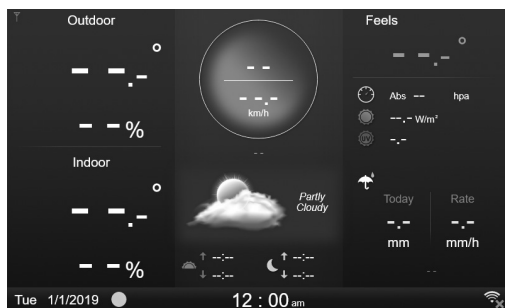 Outdoor
-- --.-°
-- -- %
Indoor
-- --.-°
-- -- %
-- --
-- --.-
km/h
--
Partly
Cloudy
↑ --:--
↓ --:--
↑ --:--
↓ --:--
Feels
-- --.-°
Abs -- hpa
--.- W/m²
UV
-.-
Today
-.-
mm
Rate
-.-
mm/h
--
Tue 1/1/2019
12 : 00 am